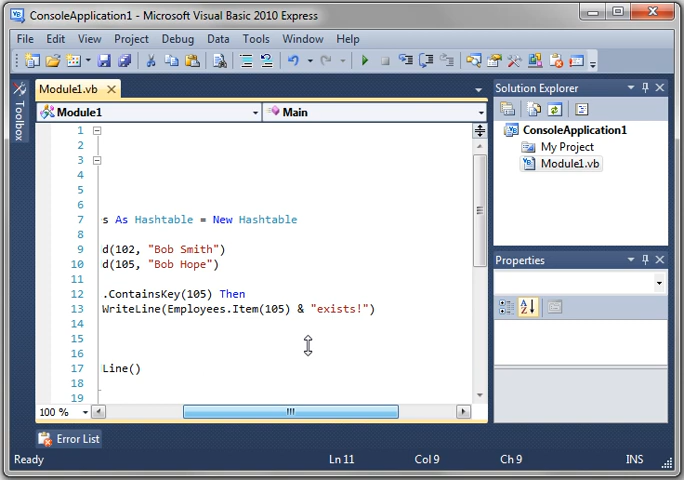 ConsoleApplication1 - Microsoft Visual Basic 2010 Express
File Edit View Project Debug Data Tools Window Help
Module1.vb
Solution Explorer
Module1 Main
Toolbox
ConsoleApplication1
My Project
Module1.vb
1
2
3
4
5
6
7 s As Hashtable = New Hashtable
8
9 d(102, "Bob Smith")
10 d(105, "Bob Hope")
11
12 .ContainsKey(105) Then
13 WriteLine(Employees.Item(105) & "exists!")
14
15
16
17 Line()
18
19
Properties
100 %
Error List
Ready Ln 11 Col 9 Ch 9 INS